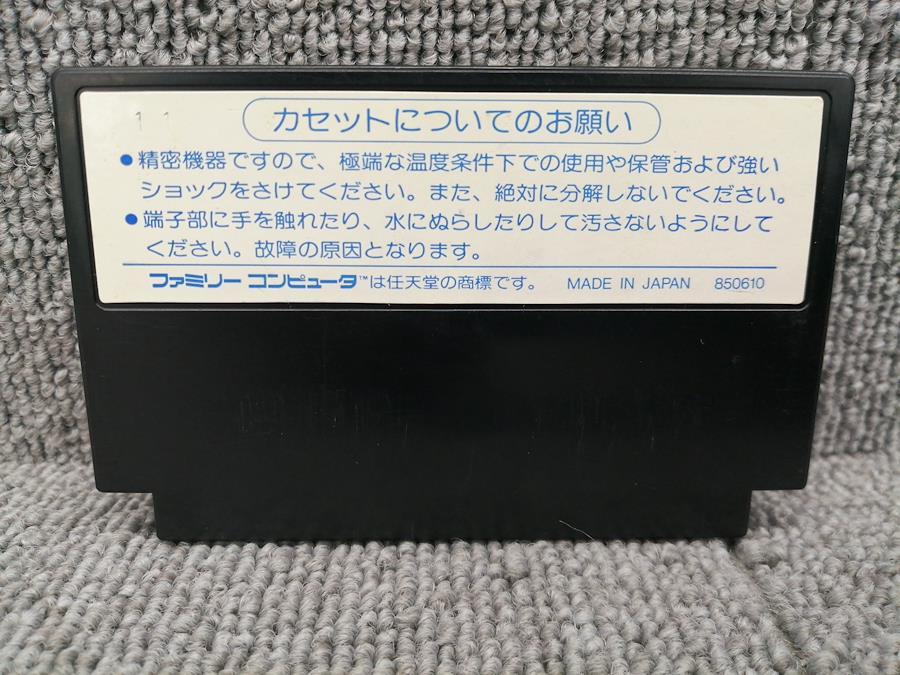 11
カセットについてのお願い
●精密機器ですので、極端な温度条件下での使用や保管および強い
ショックをさけてください。また、絶対に分解しないでください。
●端子部に手を触れたり、水にぬらしたりして汚さないようにして
ください。故障の原因となります。
ファミリー コンピュータ™は任天堂の商標です。 MADE IN JAPAN 850610